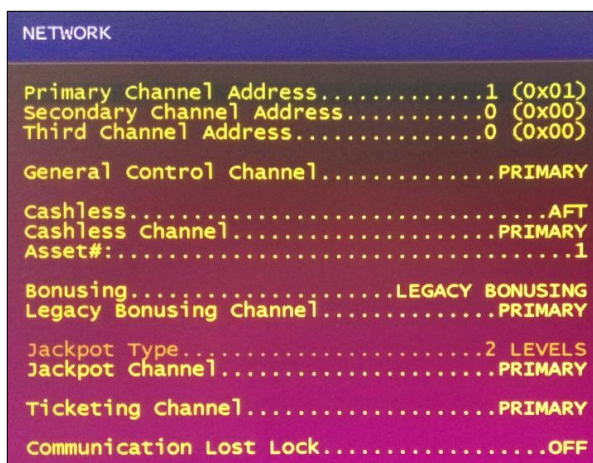 NETWORK
Primary Channel Address.............1 (0x01)
Secondary Channel Address...........0 (0x00)
Third Channel Address...............0 (0x00)
General Control Channel...............PRIMARY
Cashless..................................AFT
Cashless Channel......................PRIMARY
Asset#:.....................................1
Bonusing.....................LEGACY BONUSING
Legacy Bonusing Channel...............PRIMARY
Jackpot Type.........................2 LEVELS
Jackpot Channel.......................PRIMARY
Ticketing Channel.....................PRIMARY
Communication Lost Lock...................OFF